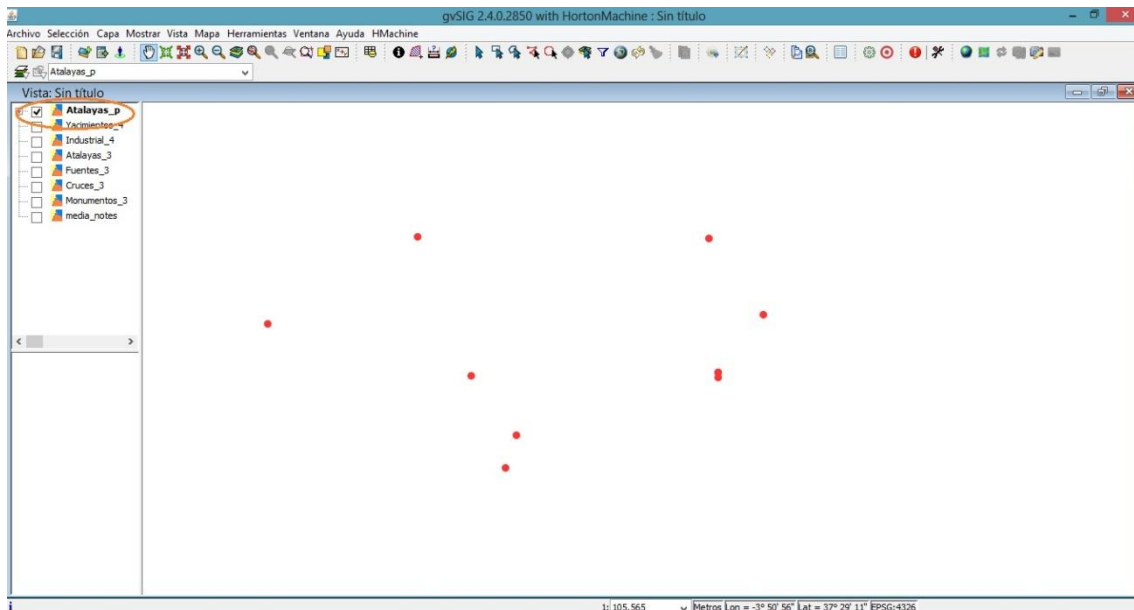 gvSIG 2.4.0.2850 with HortonMachine : Sin título
Archivo Selección Capa Mostrar Vista Mapa Herramientas Ventana Ayuda HMachine
Atalayas_p
Vista: Sin título
Atalayas_p
Yacimientos_4
Industrial_4
Atalayas_3
Fuentes_3
Cruces_3
Monumentos_3
media_notes
1: 105.565 Metros Lon = -3° 50' 56" Lat = 37° 29' 11" EPSG:4326